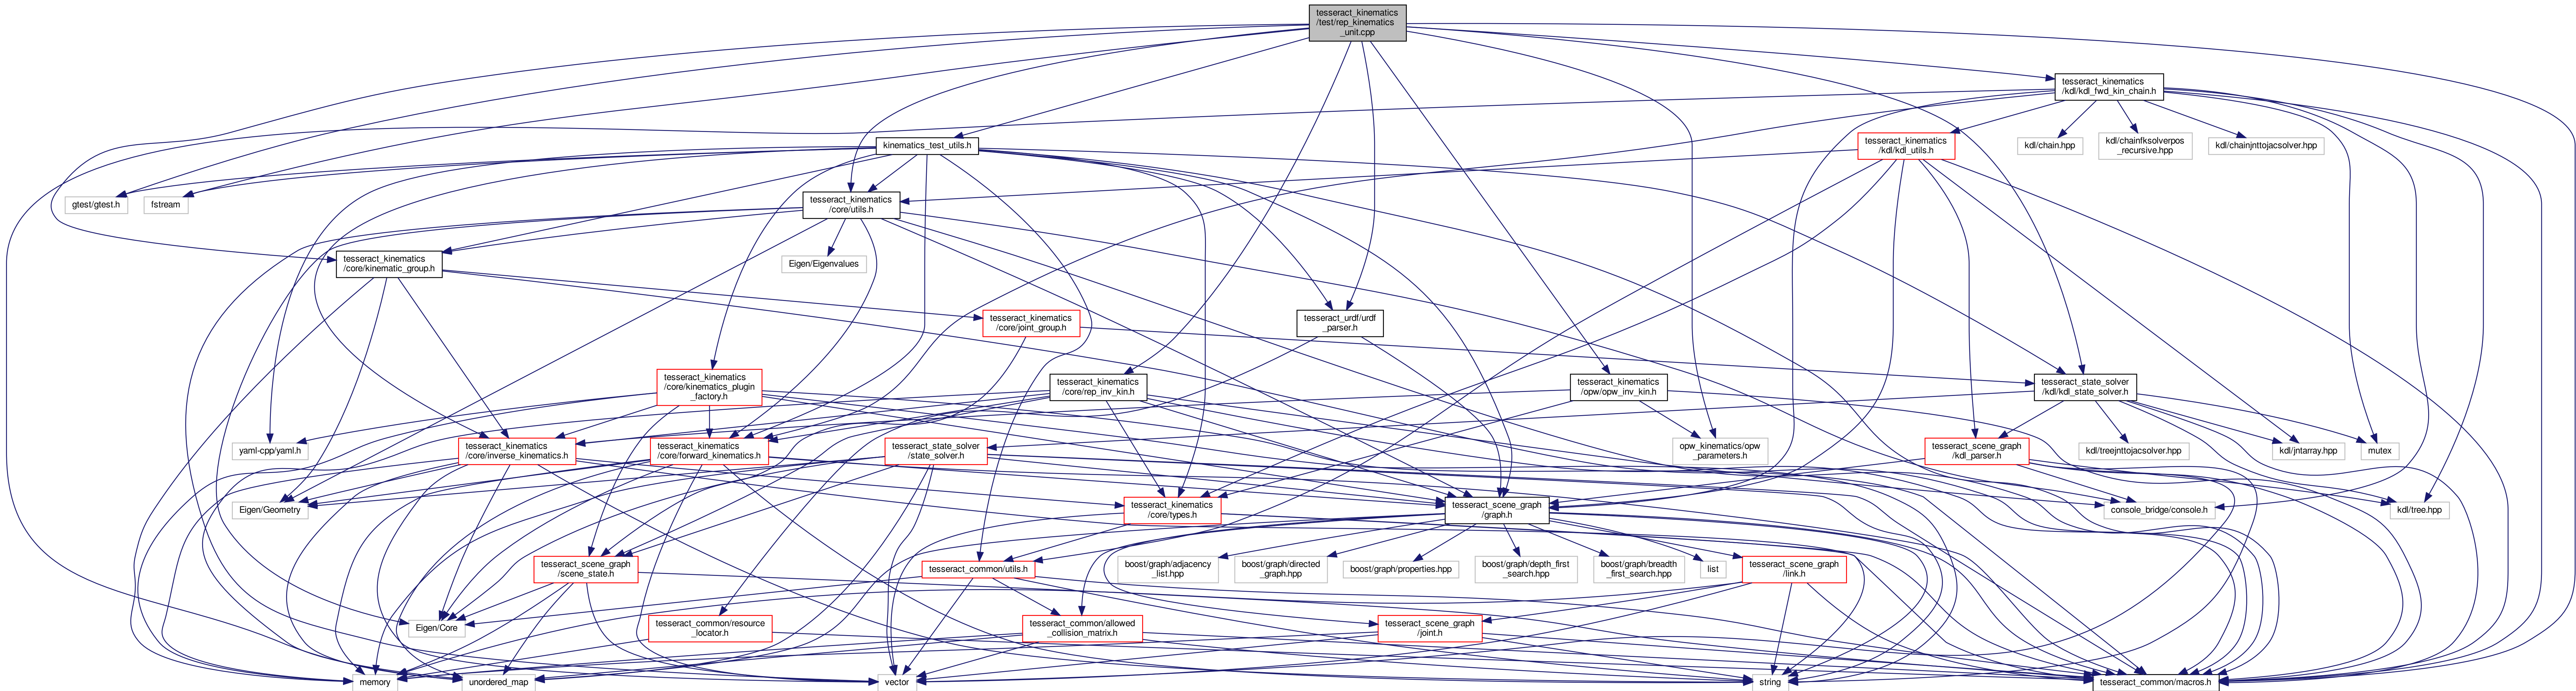 tesseract_kinematics
/test/rep_kinematics
_unit.cpp
tesseract_kinematics
/kdl/kdl_fwd_kin_chain.h
kinematics_test_utils.h
tesseract_kinematics
/kdl/kdl_utils.h
kdl/chain.hpp
kdl/chainfksolverpos
_recursive.hpp
kdl/chainjnttojacsolver.hpp
gtest/gtest.h
fstream
tesseract_kinematics
/core/utils.h
tesseract_kinematics
/core/kinematic_group.h
Eigen/Eigenvalues
tesseract_kinematics
/core/joint_group.h
tesseract_urdf/urdf
_parser.h
tesseract_kinematics
/core/kinematics_plugin
_factory.h
tesseract_kinematics
/core/rep_inv_kin.h
tesseract_kinematics
/opw/opw_inv_kin.h
tesseract_state_solver
/kdl/kdl_state_solver.h
yaml-cpp/yaml.h
tesseract_kinematics
/core/inverse_kinematics.h
tesseract_kinematics
/core/forward_kinematics.h
tesseract_state_solver
/state_solver.h
opw_kinematics/opw
_parameters.h
tesseract_scene_graph
/kdl_parser.h
kdl/treejnttojacsolver.hpp
kdl/jntarray.hpp
mutex
Eigen/Geometry
tesseract_kinematics
/core/types.h
tesseract_scene_graph
/graph.h
console_bridge/console.h
kdl/tree.hpp
tesseract_scene_graph
/scene_state.h
tesseract_common/utils.h
boost/graph/adjacency
_list.hpp
boost/graph/directed
_graph.hpp
boost/graph/properties.hpp
boost/graph/depth_first
_search.hpp
boost/graph/breadth
_first_search.hpp
list
tesseract_scene_graph
/link.h
Eigen/Core
tesseract_common/resource
_locator.h
tesseract_common/allowed
_collision_matrix.h
tesseract_scene_graph
/joint.h
memory
unordered_map
vector
string
tesseract_common/macros.h